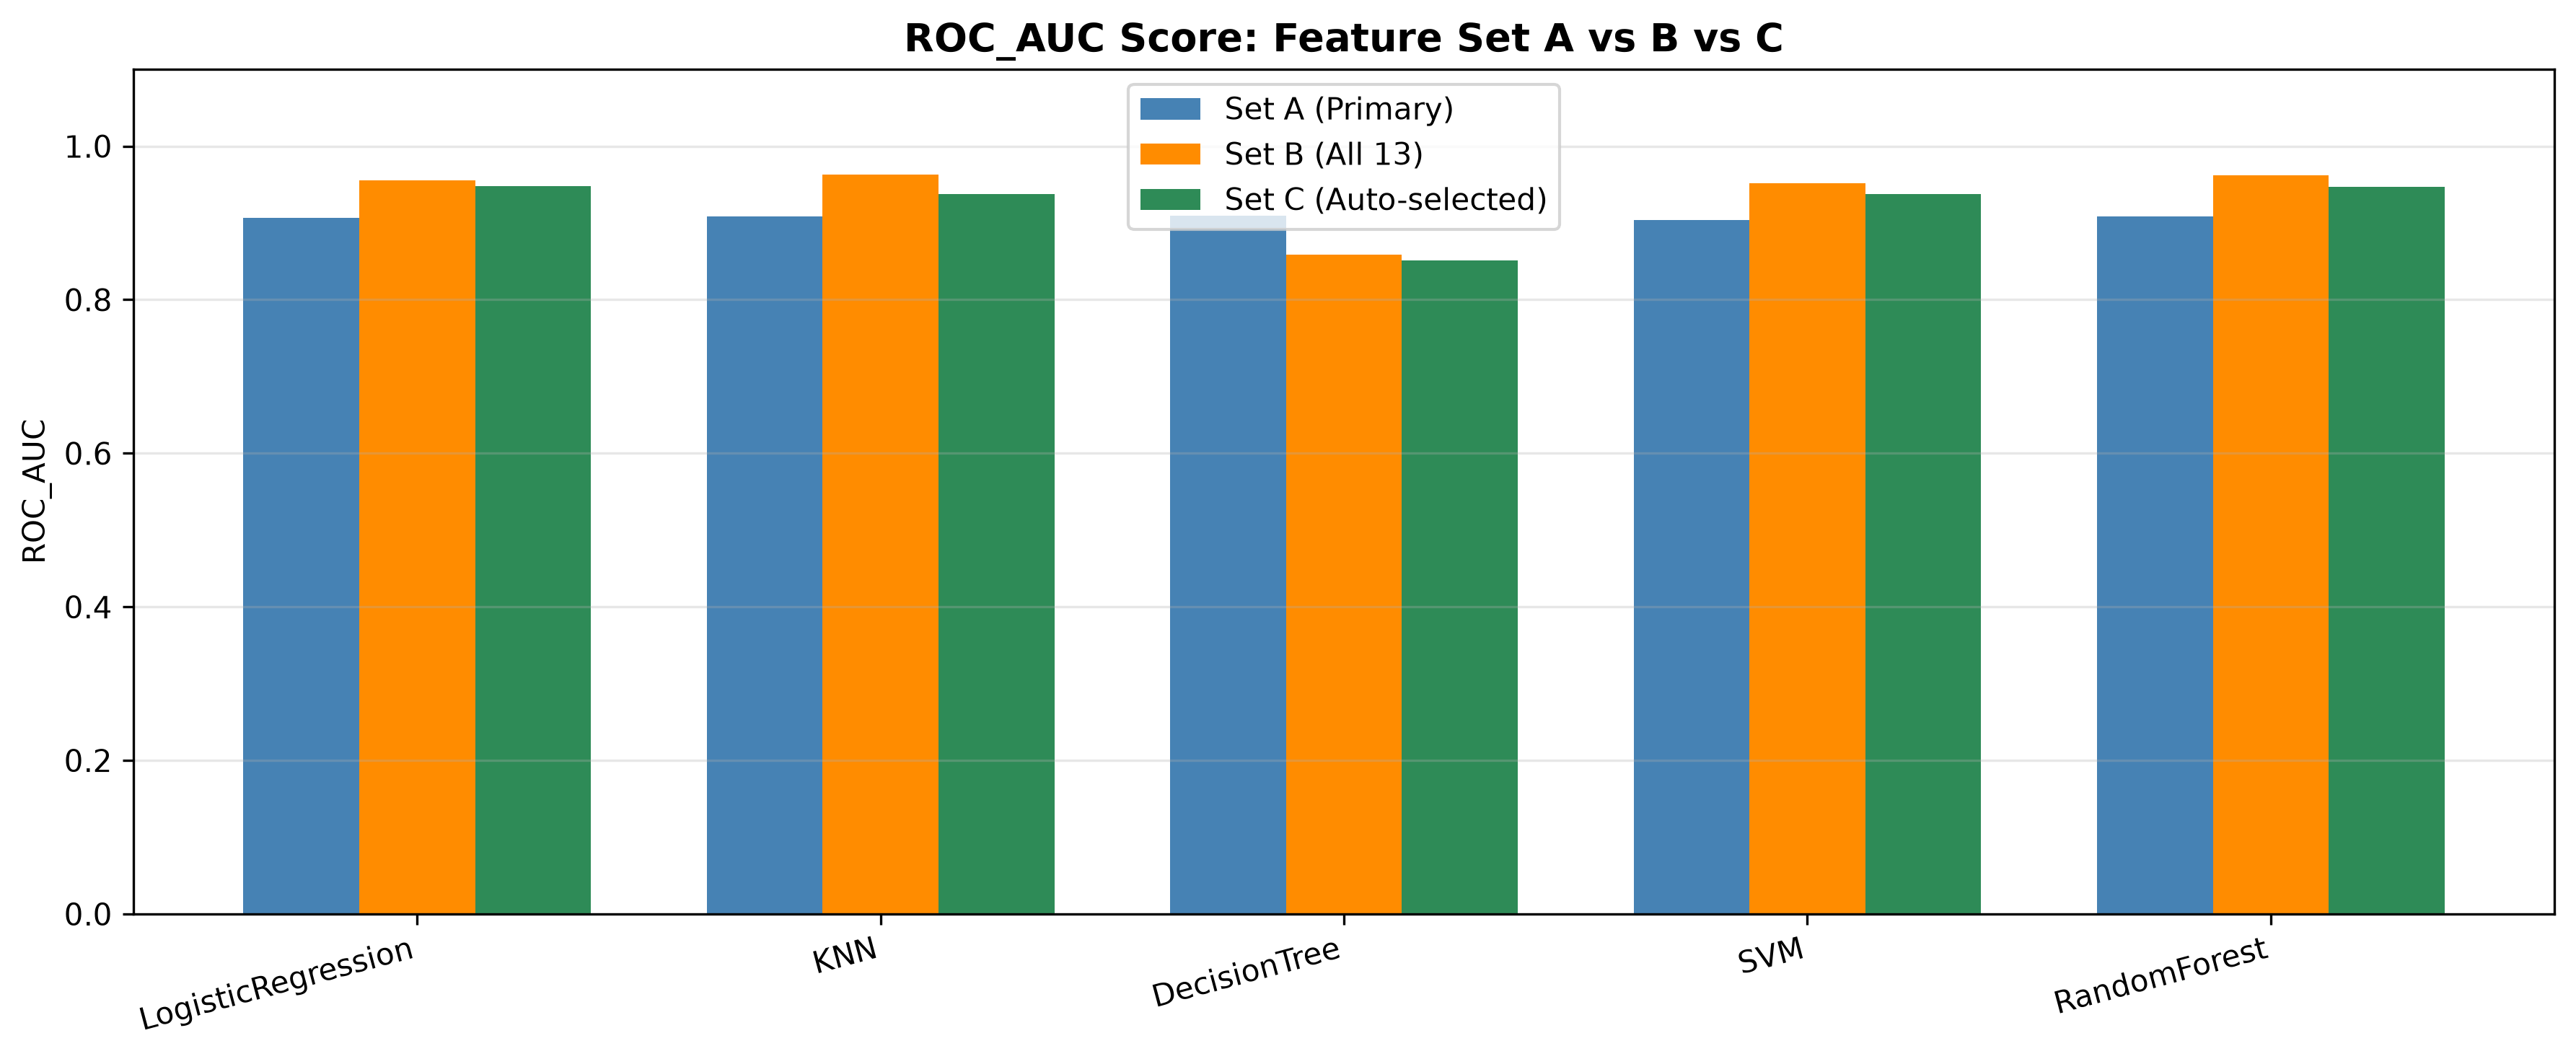 ROC_AUC Score: Feature Set A vs B vs C
Set A (Primary)
Set B (All 13)
Set C (Auto-selected)
ROC_AUC
1.0
0.8
0.6
0.4
0.2
0.0
LogisticRegression
KNN
DecisionTree
SVM
RandomForest